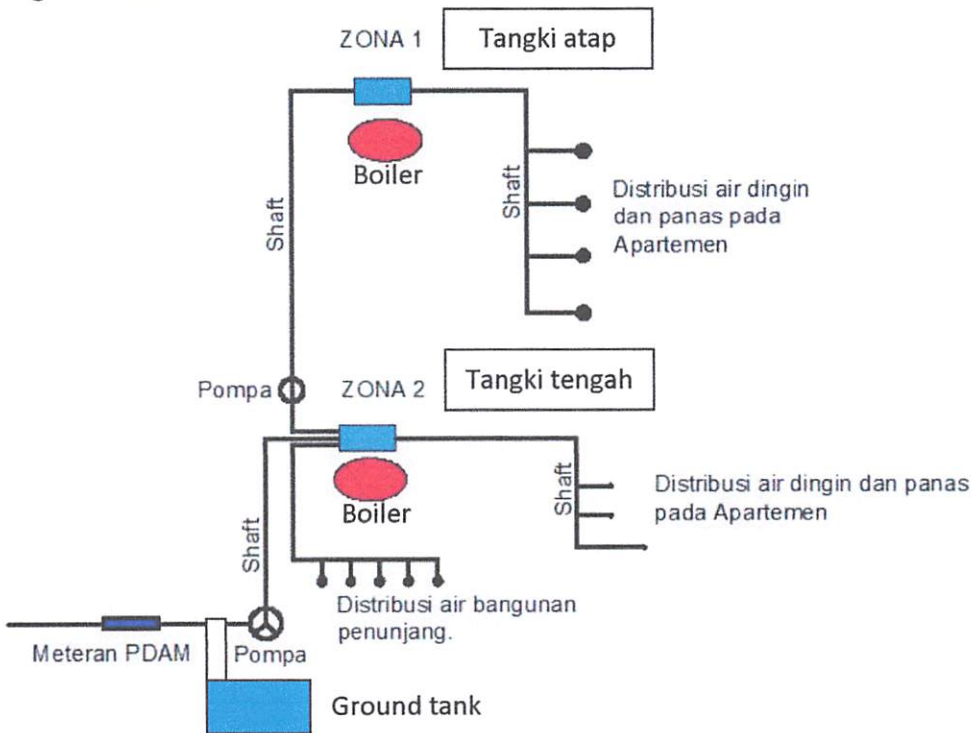 ZONA 1
Tangki atap
Boiler
Shaft
Shaft
Distribusi air dingin
dan panas pada
Apartemen
Pompa
ZONA 2
Tangki tengah
Boiler
Shaft
Shaft
Distribusi air dingin dan panas
pada Apartemen
Distribusi air bangunan
penunjang.
Meteran PDAM
Pompa
Ground tank